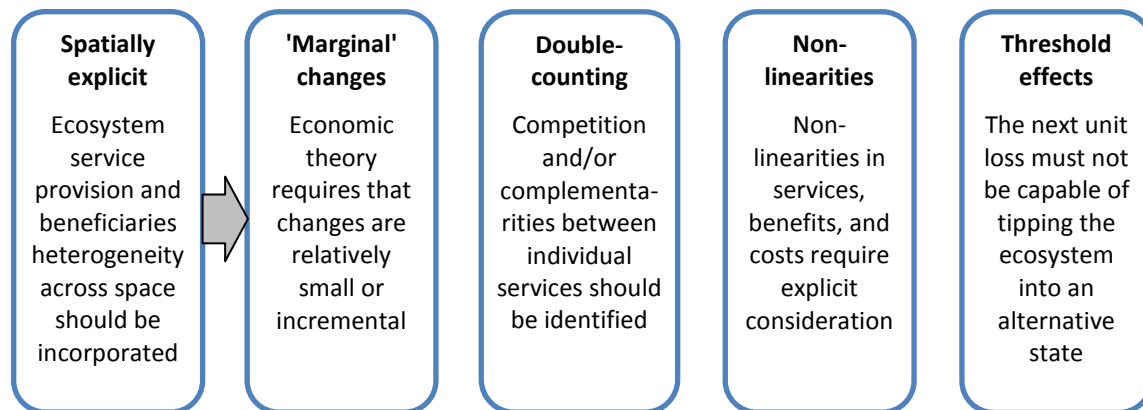 Spatially
explicit
Ecosystem
service
provision and
beneficiaries
heterogeneity
across space
should be
incorporated
'Marginal'
changes
Economic
theory
requires that
changes are
relatively
small or
incremental
Double-
counting
Competition
and/or
complementa-
rities between
individual
services should
be identified
Non-
linearities
Non-
linearities in
services,
benefits, and
costs require
explicit
consideration
Threshold
effects
The next unit
loss must not
be capable of
tipping the
ecosystem
into an
alternative
state